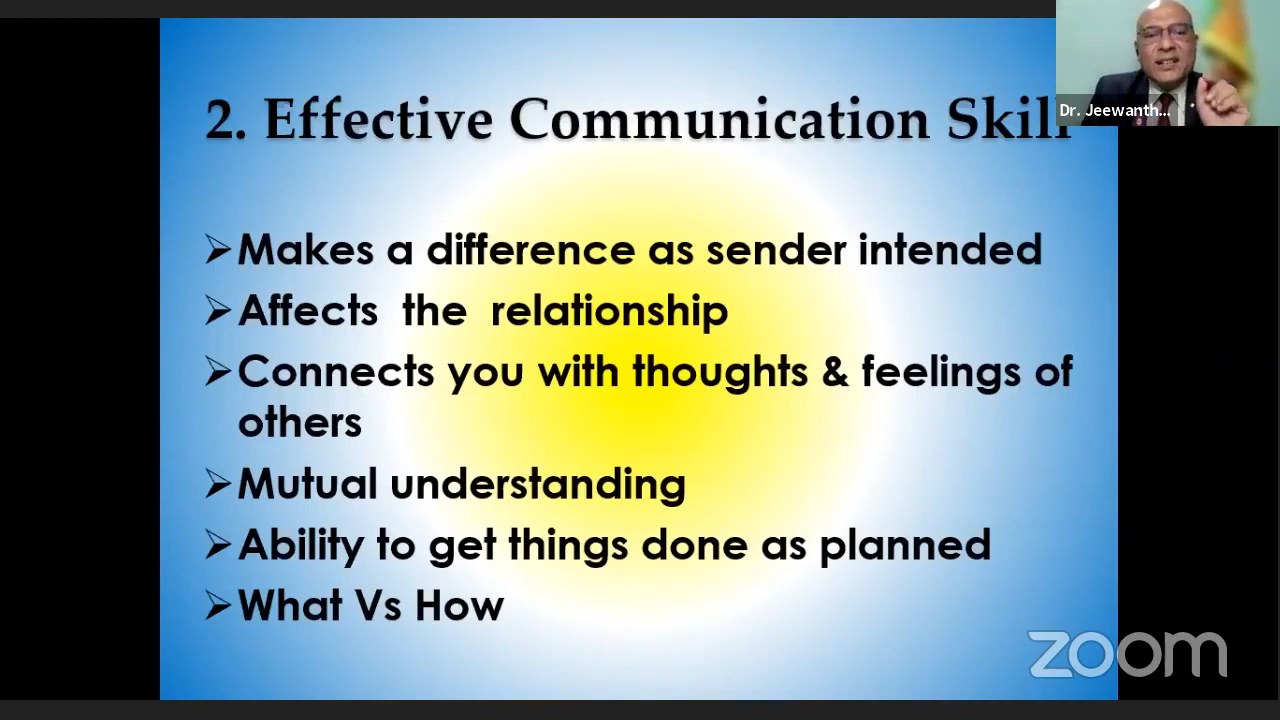 2. Effective Communication Skill
Dr. Jeewanth...
➢Makes a difference as sender intended
➢Affects the relationship
➢Connects you with thoughts & feelings of
others
➢Mutual understanding
➢Ability to get things done as planned
➢What Vs How
zoom